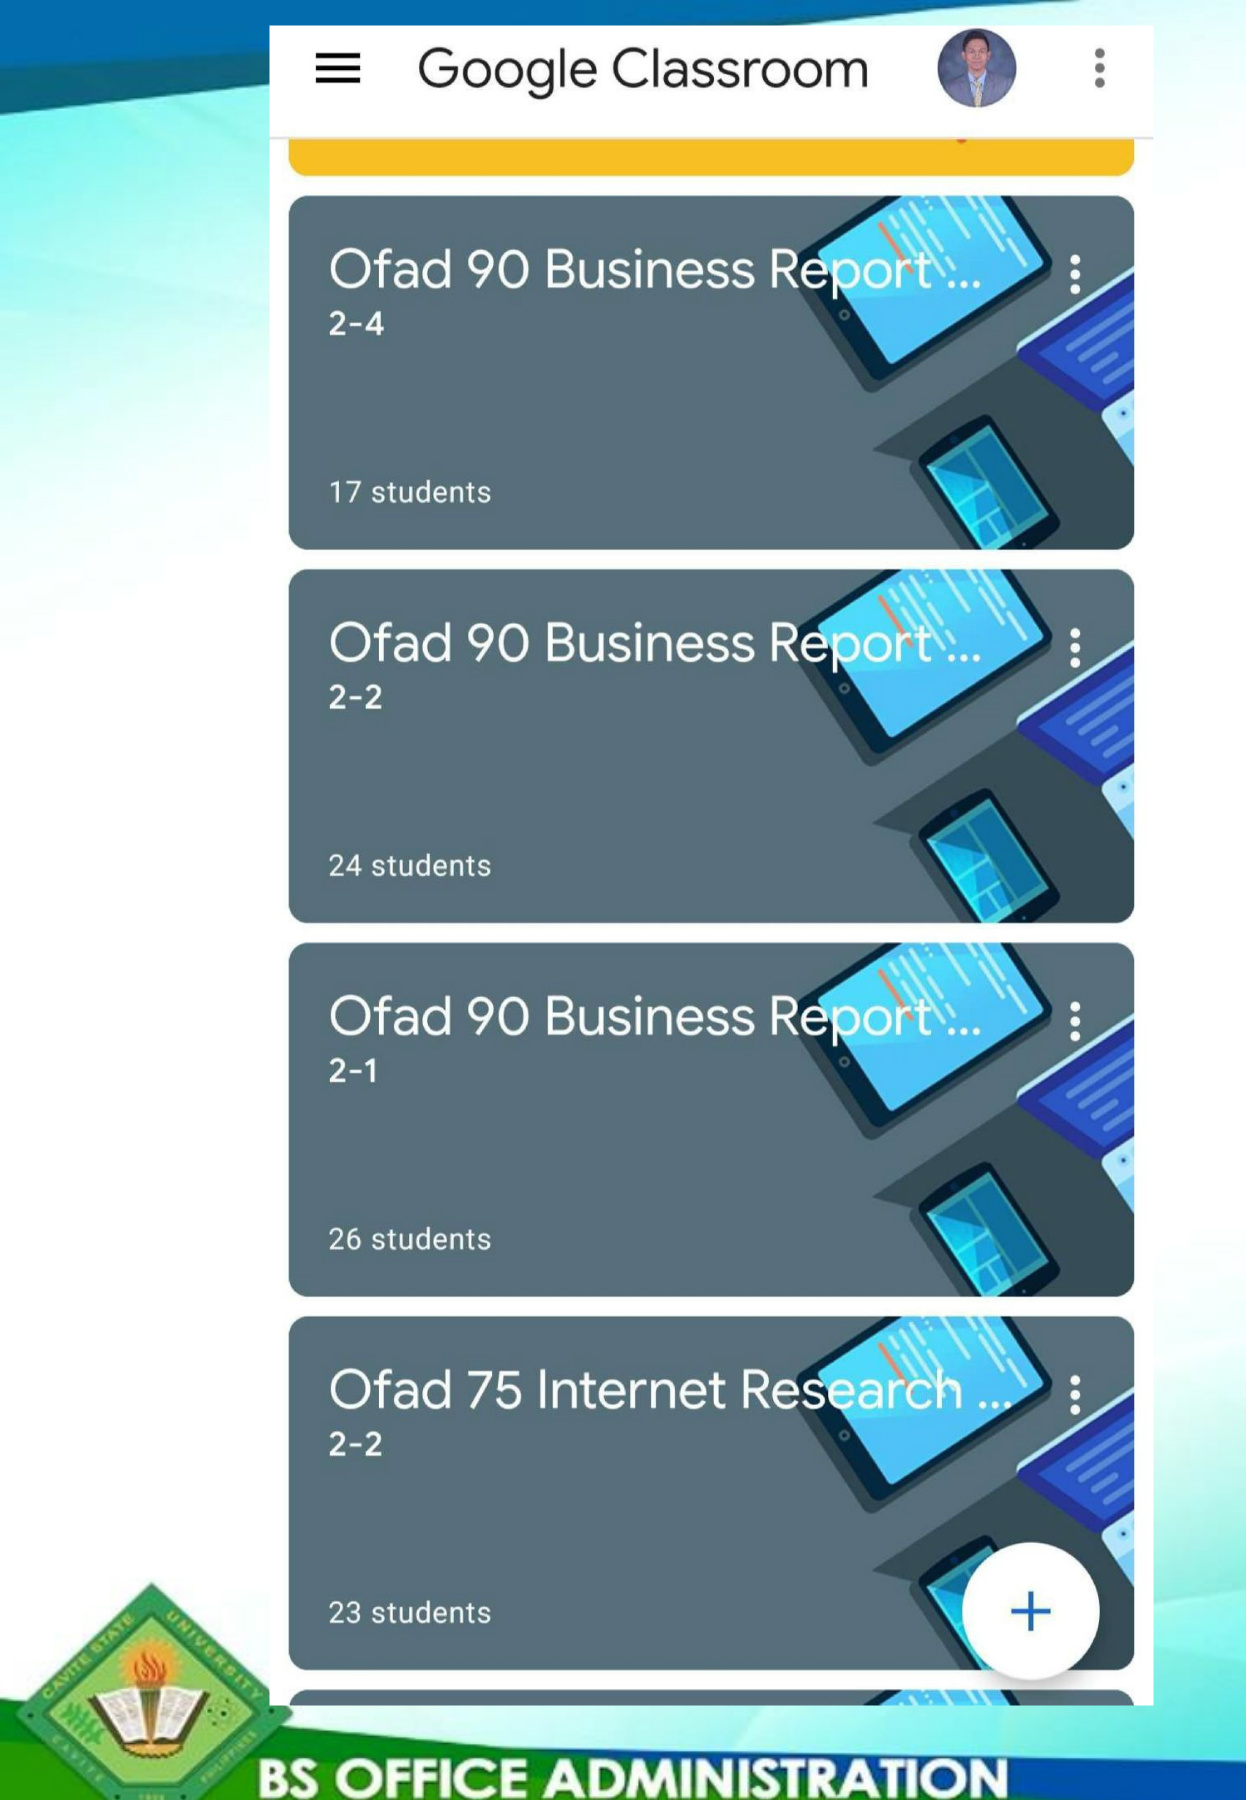 Google Classroom
Ofad 90 Business Report ...
2-4
17 students
Ofad 90 Business Report ...
2-2
24 students
Ofad 90 Business Report ...
2-1
26 students
Ofad 75 Internet Research ...
2-2
23 students
CAVITE STATE UNIVERSITY
CAVITE PHILIPPINES
BS OFFICE ADMINISTRATION